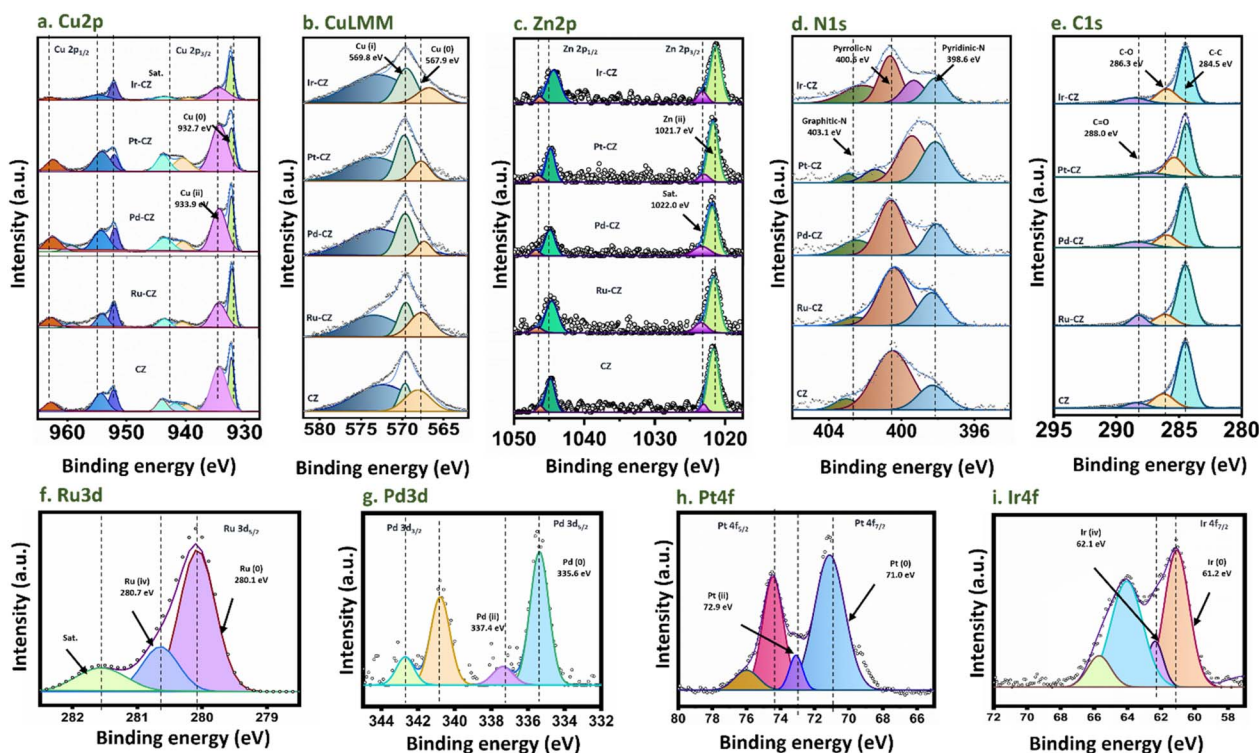 a. Cu2p
Cu 2p1/2
Cu 2p3/2
Sat.
Ir-CZ
Cu (0)
932.7 eV
Pt-CZ
Cu (ii)
933.9 eV
Pd-CZ
Ru-CZ
CZ
Intensity (a.u.)
960 950 940 930
Binding energy (eV)
b. CuLMM
Cu (i)
569.8 eV
Cu (0)
567.9 eV
Ir-CZ
Pt-CZ
Pd-CZ
Ru-CZ
CZ
Intensity (a.u.)
580 575 570 565
Binding energy (eV)
c. Zn2p
Zn 2p1/2
Zn 2p3/2
Ir-CZ
Zn (ii)
1021.7 eV
Pt-CZ
Sat.
1022.0 eV
Pd-CZ
Ru-CZ
CZ
Intensity (a.u.)
1050 1040 1030 1020
Binding energy (eV)
d. N1s
Pyrrolic-N
400.6 eV
Pyridinic-N
398.6 eV
Ir-CZ
Graphitic-N
403.1 eV
Pt-CZ
Pd-CZ
Ru-CZ
CZ
Intensity (a.u.)
404 400 396
Binding energy (eV)
e. C1s
C-O
286.3 eV
C-C
284.5 eV
Ir-CZ
C=O
288.0 eV
Pt-CZ
Pd-CZ
Ru-CZ
CZ
Intensity (a.u.)
295 290 285 280
Binding energy (eV)
f. Ru3d
Ru 3d5/2
Ru (iv)
280.7 eV
Ru (0)
280.1 eV
Sat.
Intensity (a.u.)
282 281 280 279
Binding energy (eV)
g. Pd3d
Pd 3d3/2
Pd 3d5/2
Pd (0)
335.6 eV
Pd (ii)
337.4 eV
Intensity (a.u.)
344 342 340 338 336 334 332
Binding energy (eV)
h. Pt4f
Pt 4f5/2
Pt 4f7/2
Pt (0)
71.0 eV
Pt (ii)
72.9 eV
Intensity (a.u.)
80 78 76 74 72 70 68 66
Binding energy (eV)
i. Ir4f
Ir (iv)
62.1 eV
Ir 4f7/2
Ir (0)
61.2 eV
Intensity (a.u.)
72 70 68 66 64 62 60 58
Binding energy (eV)